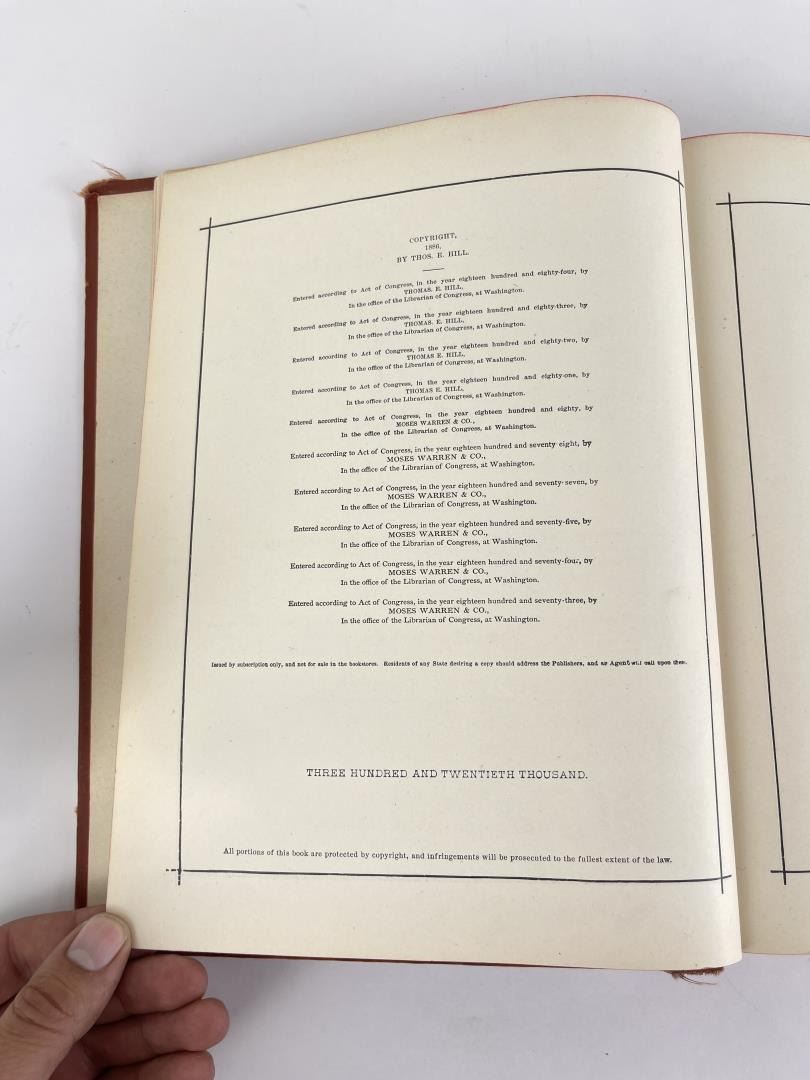 COPYRIGHT,
1886,
BY THOS. E. HILL.
Entered according to Act of Congress, in the year eighteen hundred and eighty-four, by
THOMAS. E. HILL,
In the office of the Librarian of Congress, at Washington.
Entered according to Act of Congress, in the year eighteen hundred and eighty-three, by
THOMAS. E. HILL,
In the office of the Librarian of Congress, at Washington.
Entered according to Act of Congress, in the year eighteen hundred and eighty-two, by
THOMAS E. HILL,
In the office of the Librarian of Congress, at Washington.
Entered according to Act of Congress, in the year eighteen hundred and eighty-one, by
THOMAS E. HILL,
In the office of the Librarian of Congress, at Washington.
Entered according to Act of Congress, in the year eighteen hundred and eighty, by
MOSES WARREN & CO.,
In the office of the Librarian of Congress, at Washington.
Entered according to Act of Congress, in the year eighteen hundred and seventy eight, by
MOSES WARREN & CO.,
In the office of the Librarian of Congress, at Washington.
Entered according to Act of Congress, in the year eighteen hundred and seventy-seven, by
MOSES WARREN & CO.,
In the office of the Librarian of Congress, at Washington.
Entered according to Act of Congress, in the year eighteen hundred and seventy-five, by
MOSES WARREN & CO.,
In the office of the Librarian of Congress, at Washington.
Entered according to Act of Congress, in the year eighteen hundred and seventy-four, by
MOSES WARREN & CO.,
In the office of the Librarian of Congress, at Washington.
Entered according to Act of Congress, in the year eighteen hundred and seventy-three, by
MOSES WARREN & CO.,
In the office of the Librarian of Congress, at Washington.
Issued by subscription only, and not for sale in the bookstores. Residents of any State desiring a copy should address the Publishers, and an Agent will call upon them.
THREE HUNDRED AND TWENTIETH THOUSAND.
All portions of this book are protected by copyright, and infringements will be prosecuted to the fullest extent of the law.